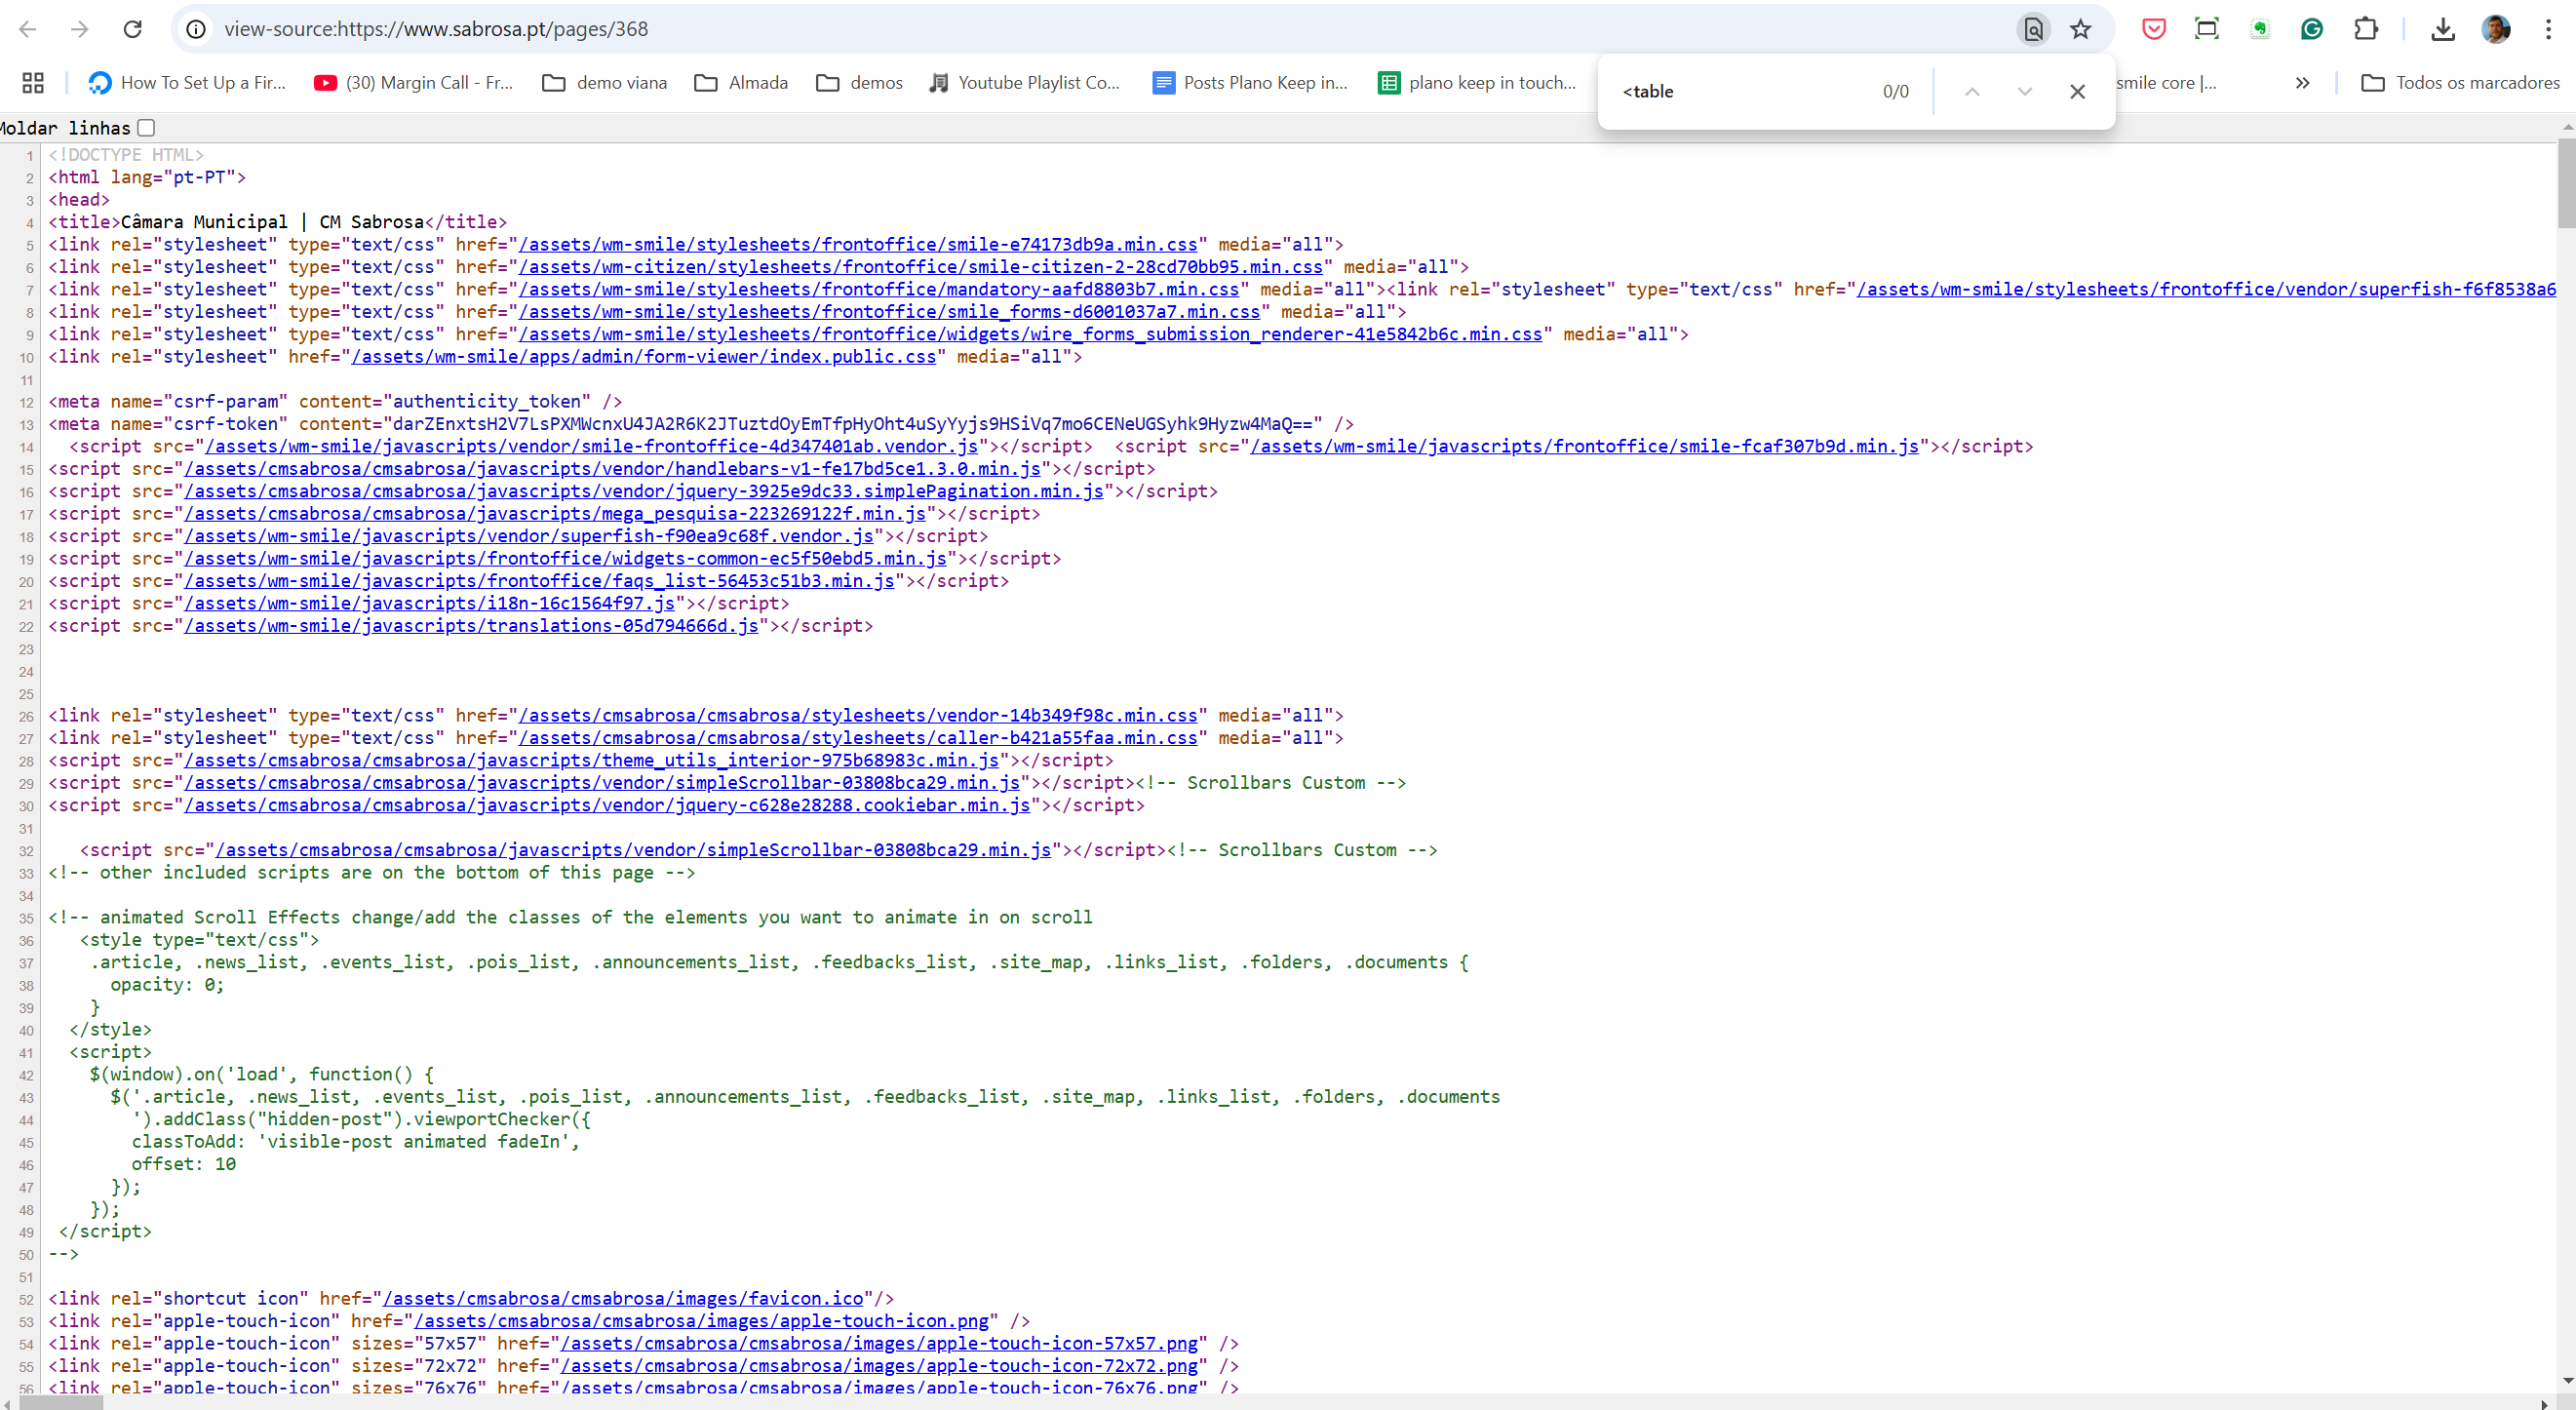 view-source:https://www.sabrosa.pt/pages/368
How To Set Up a Fir...
(30) Margin Call - Fr...
demo viana
Almada
demos
Youtube Playlist Co...
Posts Plano Keep in...
plano keep in touch...
smile core |...
»
Todos os marcadores
<table
0/0
Moldar linhas
1 <!DOCTYPE HTML>
2 <html lang="pt-PT">
3 <head>
4 <title>Câmara Municipal | CM Sabrosa</title>
5 <link rel="stylesheet" type="text/css" href="/assets/wm-smile/stylesheets/frontoffice/smile-e74173db9a.min.css" media="all">
6 <link rel="stylesheet" type="text/css" href="/assets/wm-citizen/stylesheets/frontoffice/smile-citizen-2-28cd70bb95.min.css" media="all">
7 <link rel="stylesheet" type="text/css" href="/assets/wm-smile/stylesheets/frontoffice/mandatory-aafd8803b7.min.css" media="all"><link rel="stylesheet" type="text/css" href="/assets/wm-smile/stylesheets/frontoffice/vendor/superfish-f6f8538a6
8 <link rel="stylesheet" type="text/css" href="/assets/wm-smile/stylesheets/frontoffice/smile_forms-d6001037a7.min.css" media="all">
9 <link rel="stylesheet" type="text/css" href="/assets/wm-smile/stylesheets/frontoffice/widgets/wire_forms_submission_renderer-41e5842b6c.min.css" media="all">
10 <link rel="stylesheet" href="/assets/wm-smile/apps/admin/form-viewer/index.public.css" media="all">
11
12 <meta name="csrf-param" content="authenticity_token" />
13 <meta name="csrf-token" content="darZEnxtsH2V7LsPXMWcnxU4JA2R6K2JTuztdOyEmTfpHyOht4uSyYyjs9HSiVq7mo6CENeUGSyhk9Hyzw4MaQ==" />
14 <script src="/assets/wm-smile/javascripts/vendor/smile-frontoffice-4d347401ab.vendor.js"></script> <script src="/assets/wm-smile/javascripts/frontoffice/smile-fcaf307b9d.min.js"></script>
15 <script src="/assets/cmsabrosa/cmsabrosa/javascripts/vendor/handlebars-v1-fe17bd5ce1.3.0.min.js"></script>
16 <script src="/assets/cmsabrosa/cmsabrosa/javascripts/vendor/jquery-3925e9dc33.simplePagination.min.js"></script>
17 <script src="/assets/cmsabrosa/cmsabrosa/javascripts/mega_pesquisa-223269122f.min.js"></script>
18 <script src="/assets/wm-smile/javascripts/vendor/superfish-f90ea9c68f.vendor.js"></script>
19 <script src="/assets/wm-smile/javascripts/frontoffice/widgets-common-ec5f50ebd5.min.js"></script>
20 <script src="/assets/wm-smile/javascripts/frontoffice/faqs_list-56453c51b3.min.js"></script>
21 <script src="/assets/wm-smile/javascripts/i18n-16c1564f97.js"></script>
22 <script src="/assets/wm-smile/javascripts/translations-05d794666d.js"></script>
23
24
25
26 <link rel="stylesheet" type="text/css" href="/assets/cmsabrosa/cmsabrosa/stylesheets/vendor-14b349f98c.min.css" media="all">
27 <link rel="stylesheet" type="text/css" href="/assets/cmsabrosa/cmsabrosa/stylesheets/caller-b421a55faa.min.css" media="all">
28 <script src="/assets/cmsabrosa/cmsabrosa/javascripts/theme_utils_interior-975b68983c.min.js"></script>
29 <script src="/assets/cmsabrosa/cmsabrosa/javascripts/vendor/simpleScrollbar-03808bca29.min.js"></script><!-- Scrollbars Custom -->
30 <script src="/assets/cmsabrosa/cmsabrosa/javascripts/vendor/jquery-c628e28288.cookiebar.min.js"></script>
31
32 <script src="/assets/cmsabrosa/cmsabrosa/javascripts/vendor/simpleScrollbar-03808bca29.min.js"></script><!-- Scrollbars Custom -->
33 <!-- other included scripts are on the bottom of this page -->
34
35 <!-- animated Scroll Effects change/add the classes of the elements you want to animate in on scroll
36 <style type="text/css">
37 .article, .news_list, .events_list, .pois_list, .announcements_list, .feedbacks_list, .site_map, .links_list, .folders, .documents {
38 opacity: 0;
39 }
40 </style>
41 <script>
42 $(window).on('load', function() {
43 $('.article, .news_list, .events_list, .pois_list, .announcements_list, .feedbacks_list, .site_map, .links_list, .folders, .documents
44 ').addClass("hidden-post").viewportChecker({
45 classToAdd: 'visible-post animated fadeIn',
46 offset: 10
47 });
48 });
49 </script>
50 -->
51
52 <link rel="shortcut icon" href="/assets/cmsabrosa/cmsabrosa/images/favicon.ico"/>
53 <link rel="apple-touch-icon" href="/assets/cmsabrosa/cmsabrosa/images/apple-touch-icon.png" />
54 <link rel="apple-touch-icon" sizes="57x57" href="/assets/cmsabrosa/cmsabrosa/images/apple-touch-icon-57x57.png" />
55 <link rel="apple-touch-icon" sizes="72x72" href="/assets/cmsabrosa/cmsabrosa/images/apple-touch-icon-72x72.png" />
56 <link rel="apple-touch-icon" sizes="76x76" href="/assets/cmsabrosa/cmsabrosa/images/apple-touch-icon-76x76.png" />